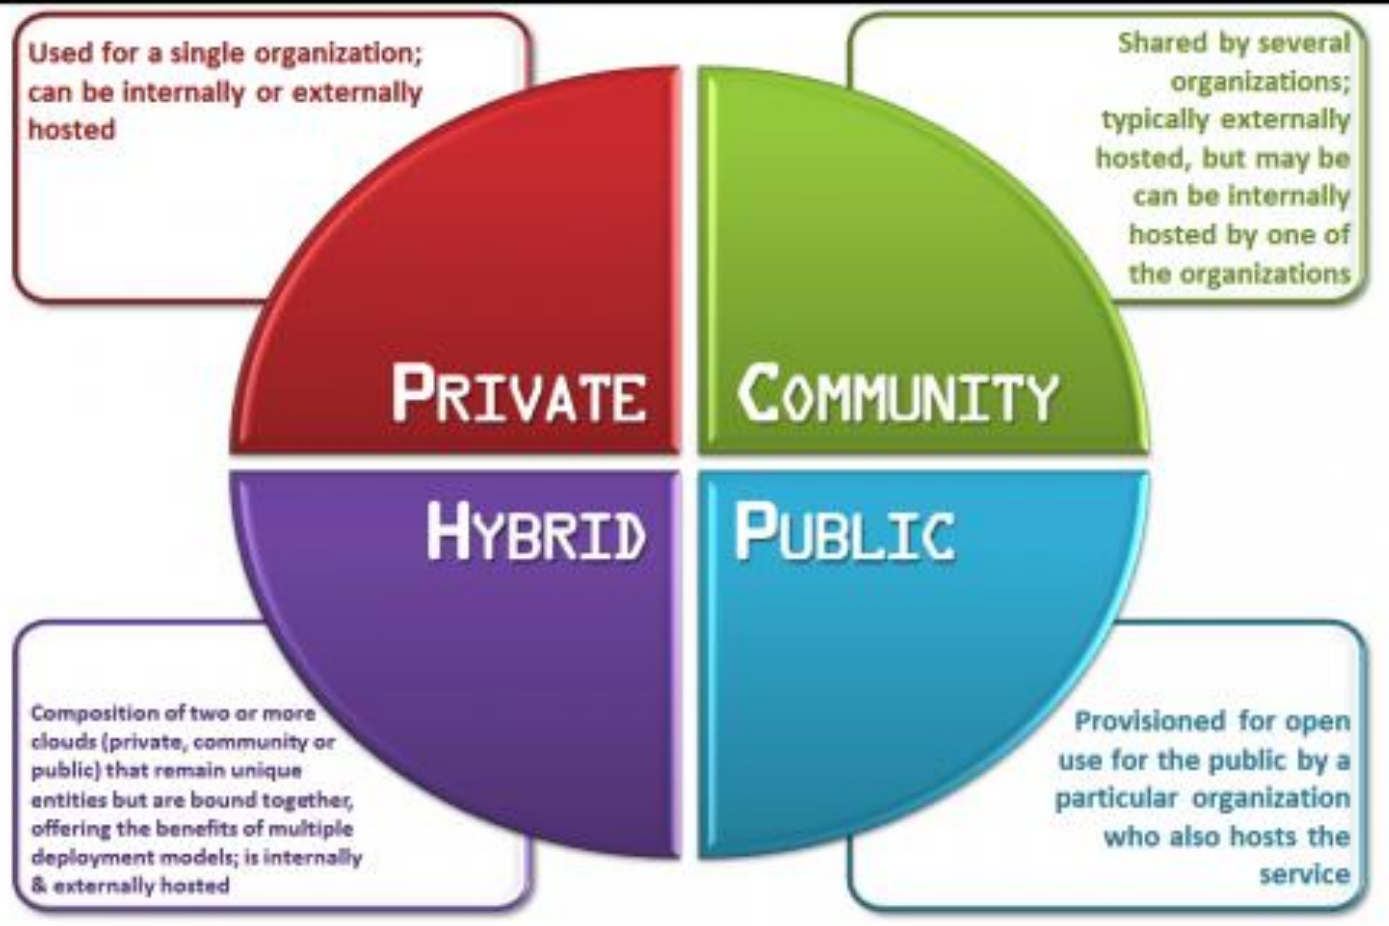 Used for a single organization;
can be internally or externally
hosted
Shared by several
organizations;
typically externally
hosted, but may be
can be internally
hosted by one of
the organizations
PRIVATE
COMMUNITY
HYBRID
PUBLIC
Composition of two or more
clouds (private, community or
public) that remain unique
entities but are bound together,
offering the benefits of multiple
deployment models; is internally
& externally hosted
Provisioned for open
use for the public by a
particular organization
who also hosts the
service